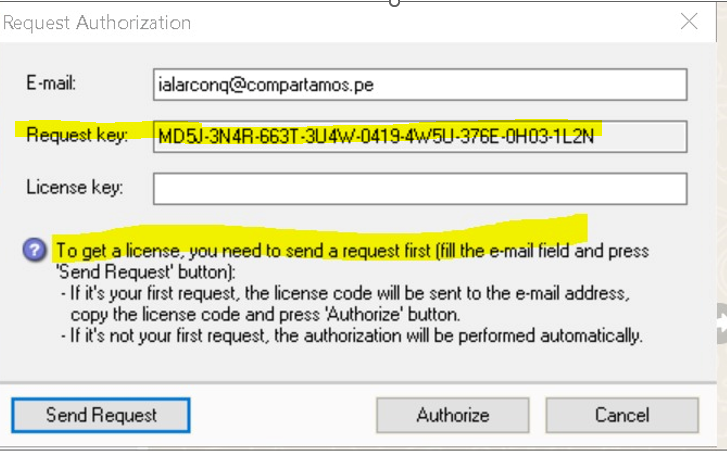 Request Authorization
E-mail:
ialarconq@compartamos.pe
Request key:
MD5J-3N4R-663T-3U4W-0419-4W5U-376E-0H03-1L2N
License key:
To get a license, you need to send a request first (fill the e-mail field and press
'Send Request' button):
- If it's your first request, the license code will be sent to the e-mail address,
copy the license code and press 'Authorize' button.
- If it's not your first request, the authorization will be performed automatically.
Send Request
Authorize
Cancel